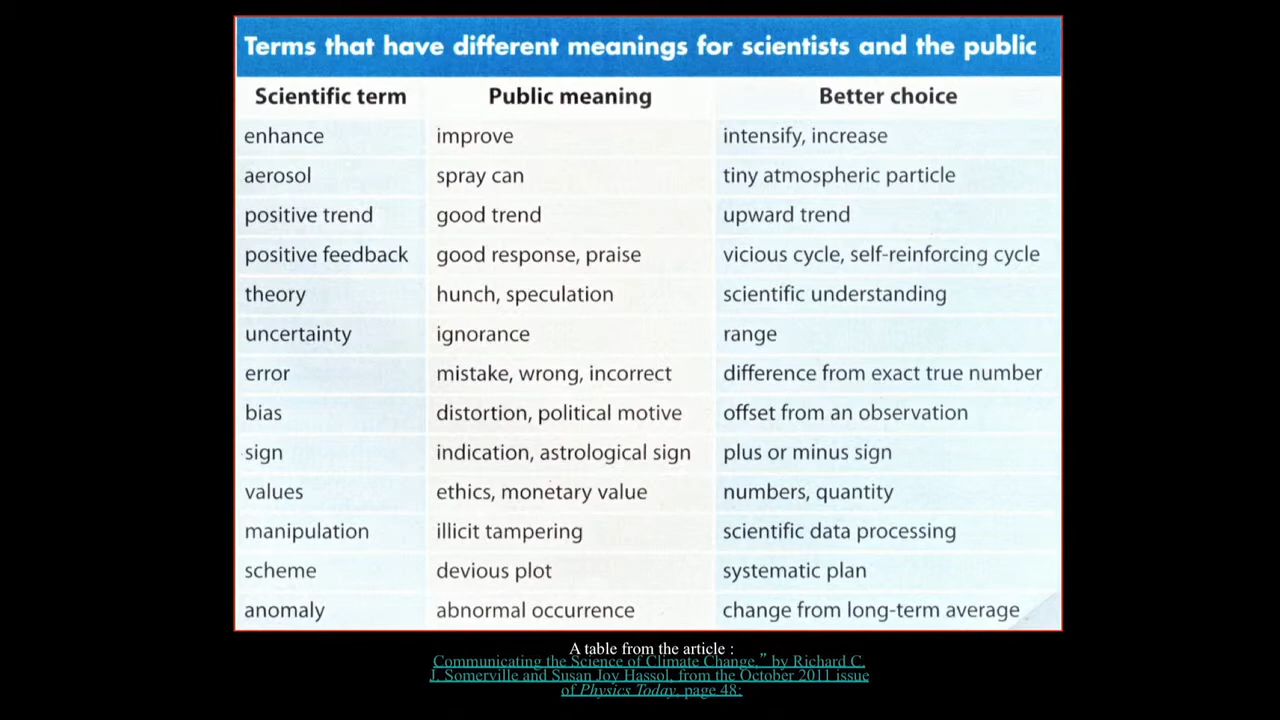 Terms that have different meanings for scientists and the public
Scientific term Public meaning Better choice
enhance improve intensify, increase
aerosol spray can tiny atmospheric particle
positive trend good trend upward trend
positive feedback good response, praise vicious cycle, self-reinforcing cycle
theory hunch, speculation scientific understanding
uncertainty ignorance range
error mistake, wrong, incorrect difference from exact true number
bias distortion, political motive offset from an observation
sign indication, astrological sign plus or minus sign
values ethics, monetary value numbers, quantity
manipulation illicit tampering scientific data processing
scheme devious plot systematic plan
anomaly abnormal occurrence change from long-term average
A table from the article :
Communicating the Science of Climate Change,” by Richard C.
J. Somerville and Susan Joy Hassol, from the October 2011 issue
of Physics Today, page 48: